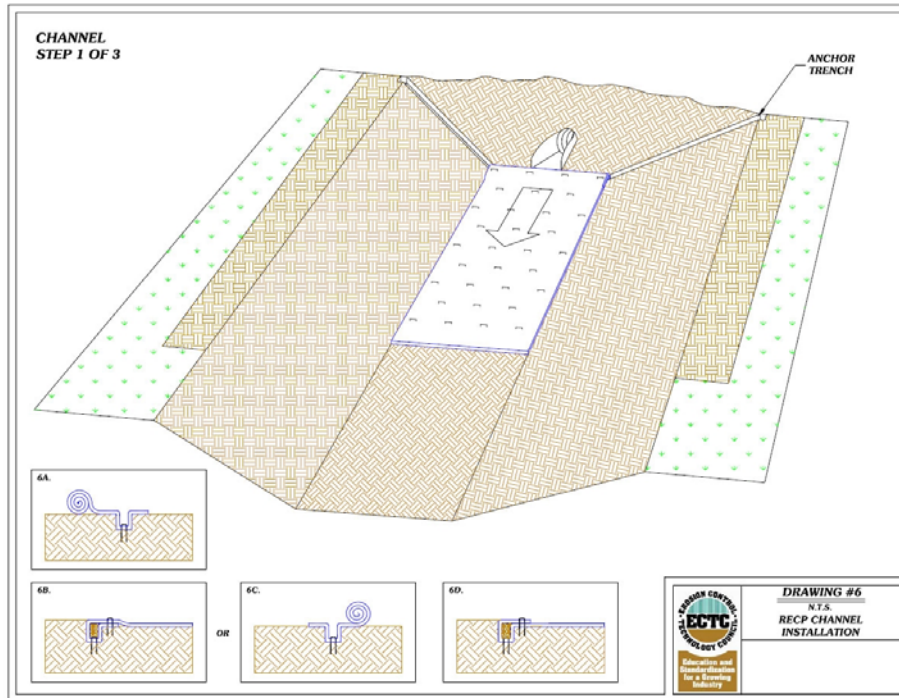 CHANNEL
STEP 1 OF 3
ANCHOR
TRENCH
6A.
6B.
OR
6C.
6D.
EROSION CONTROL
ECTC
TECHNOLOGY COUNCIL
Education and
Standardization
for a Growing
Industry
DRAWING #6
N.T.S.
RECP CHANNEL
INSTALLATION